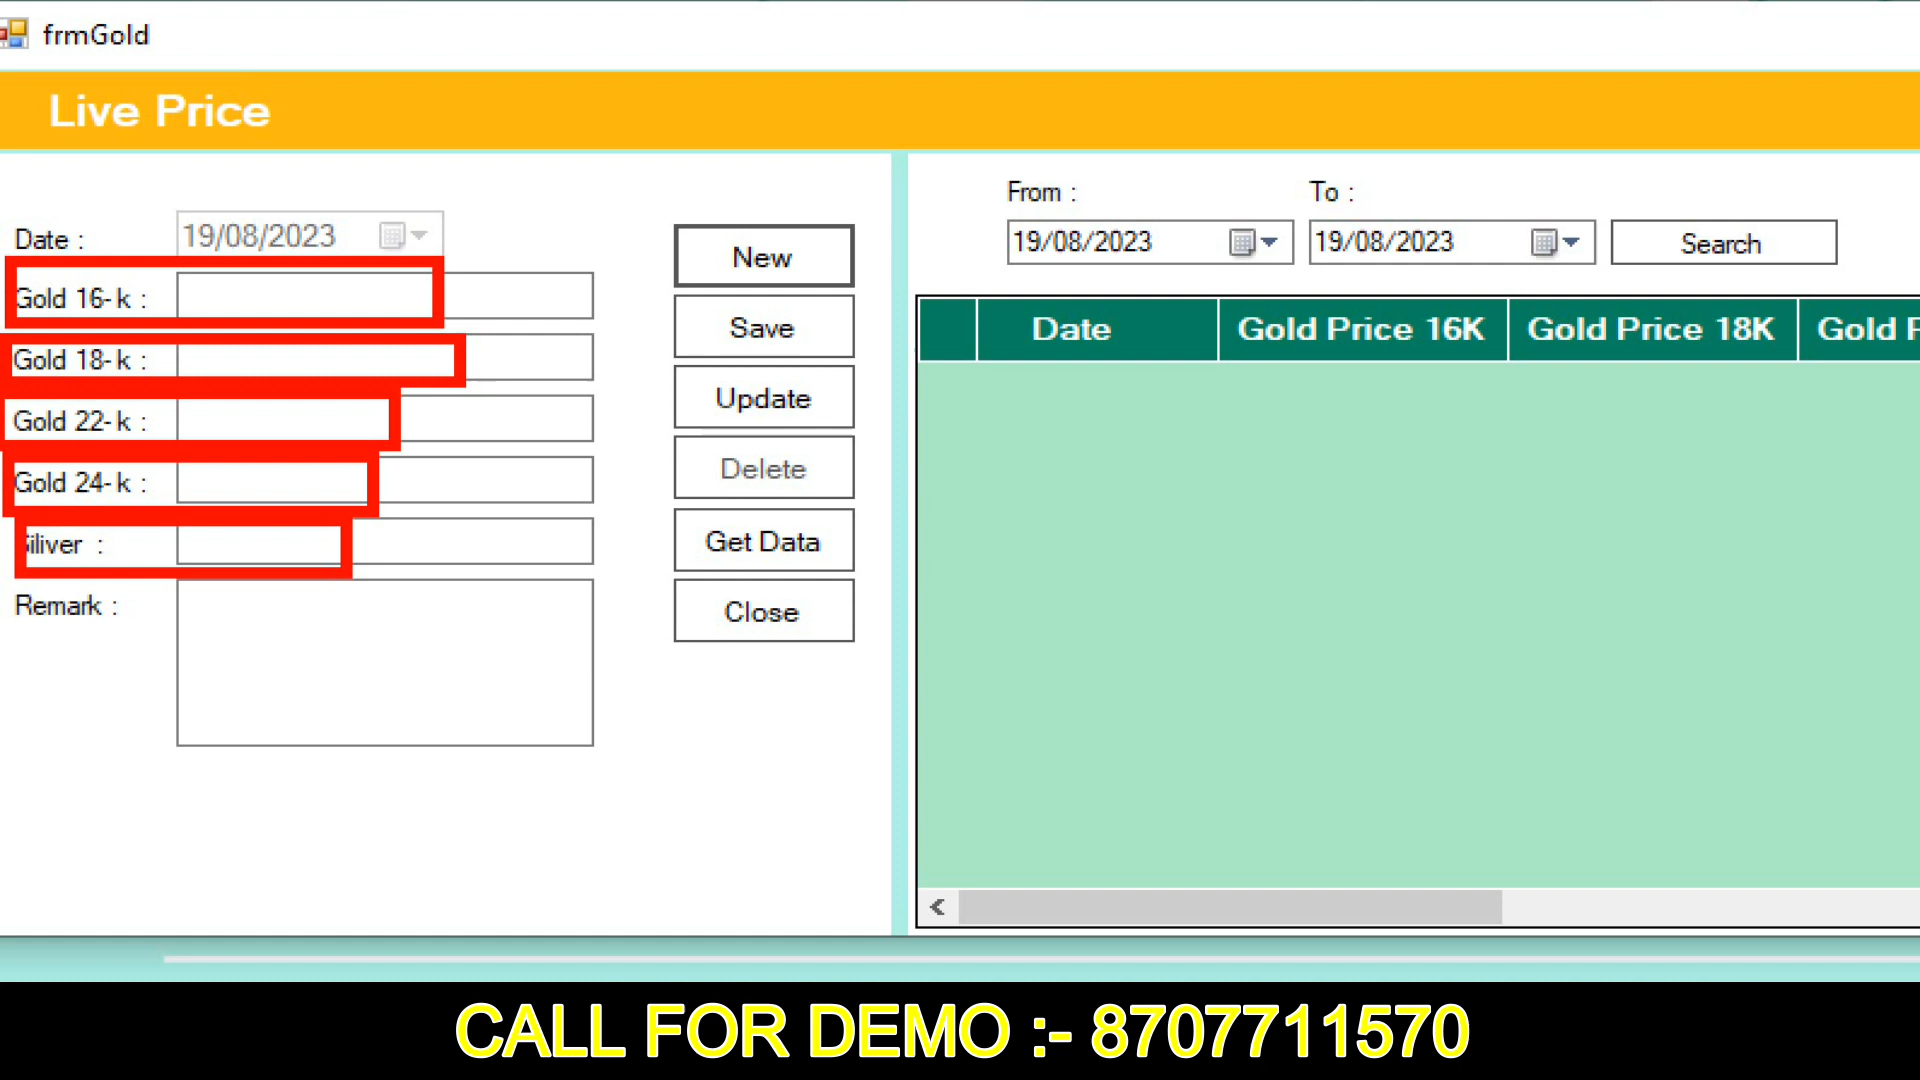 frmGold
Live Price
Date :
19/08/2023
Gold 16- k :
Gold 18- k :
Gold 22- k :
Gold 24- k :
Siliver :
Remark :
New
Save
Update
Delete
Get Data
Close
From :
To :
19/08/2023
19/08/2023
Search
Date
Gold Price 16K
Gold Price 18K
Gold P
CALL FOR DEMO :- 8707711570